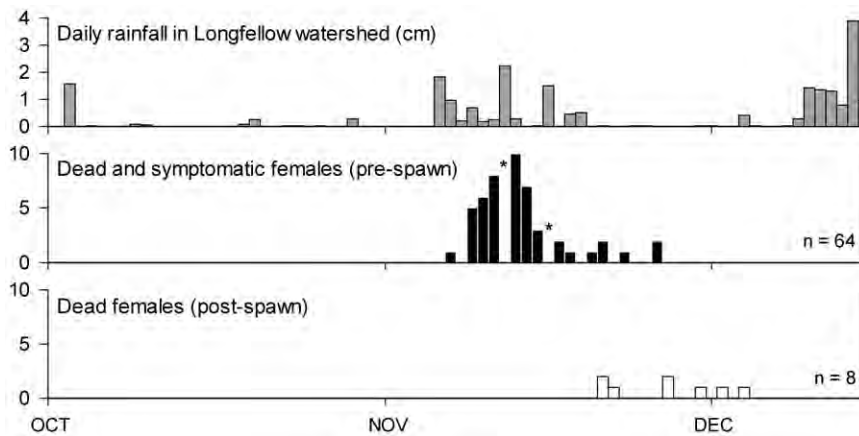 4
Daily rainfall in Longfellow watershed (cm)
3
2
1
0
10
Dead and symptomatic females (pre-spawn)
*
5
*
n = 64
0
10
Dead females (post-spawn)
5
n = 8
0
OCT NOV DEC